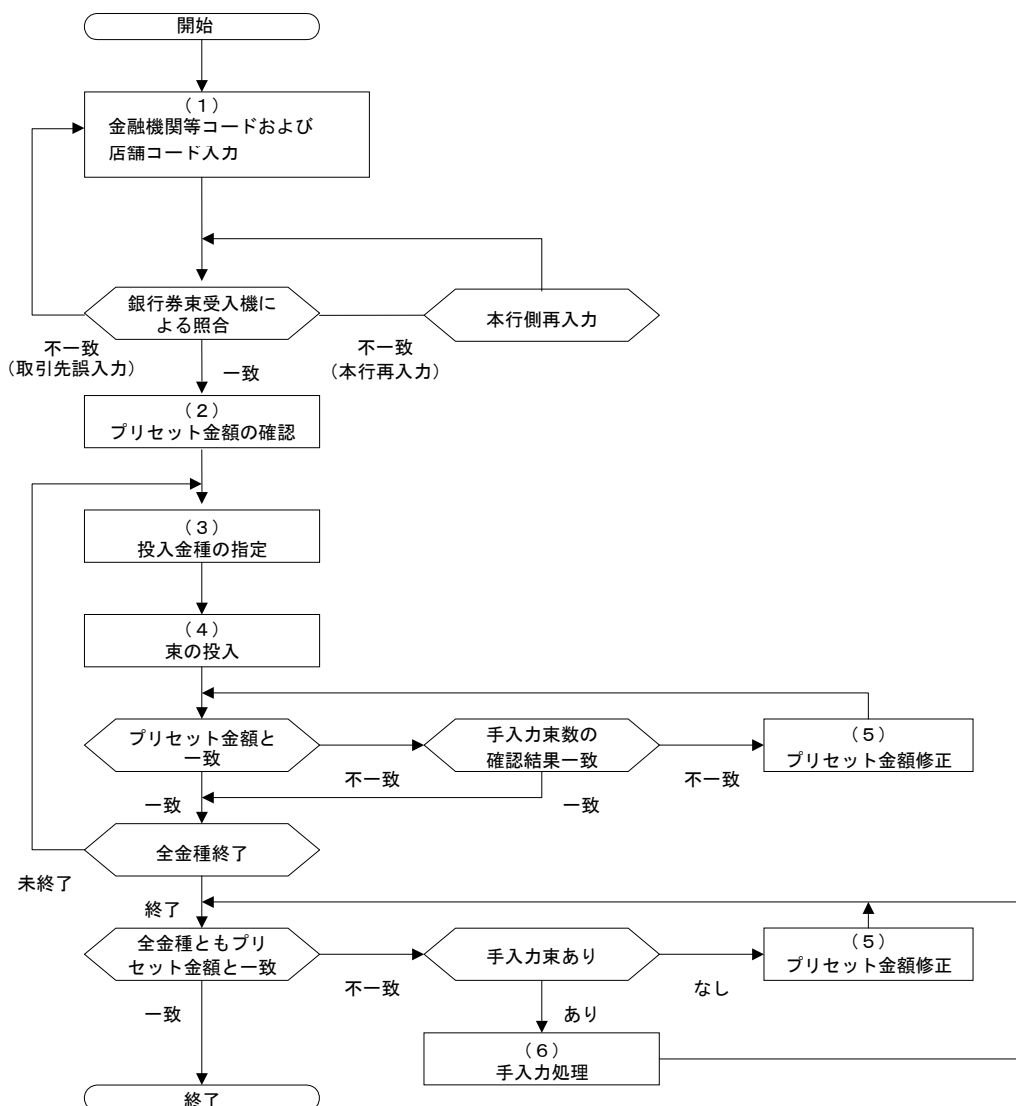 開始
（１）
金融機関等コードおよび
店舗コード入力
銀行券束受入機に
よる照合
本行側再入力
不一致
（取引先誤入力）
一致
不一致
（本行再入力）
（２）
プリセット金額の確認
（３）
投入金種の指定
（４）
束の投入
プリセット金額と
一致
手入力束数の
確認結果一致
（５）
プリセット金額修正
不一致
不一致
一致
一致
全金種終了
未終了
終了
全金種ともプリ
セット金額と一致
手入力束あり
（５）
プリセット金額修正
不一致
なし
一致
あり
（６）
手入力処理
終了